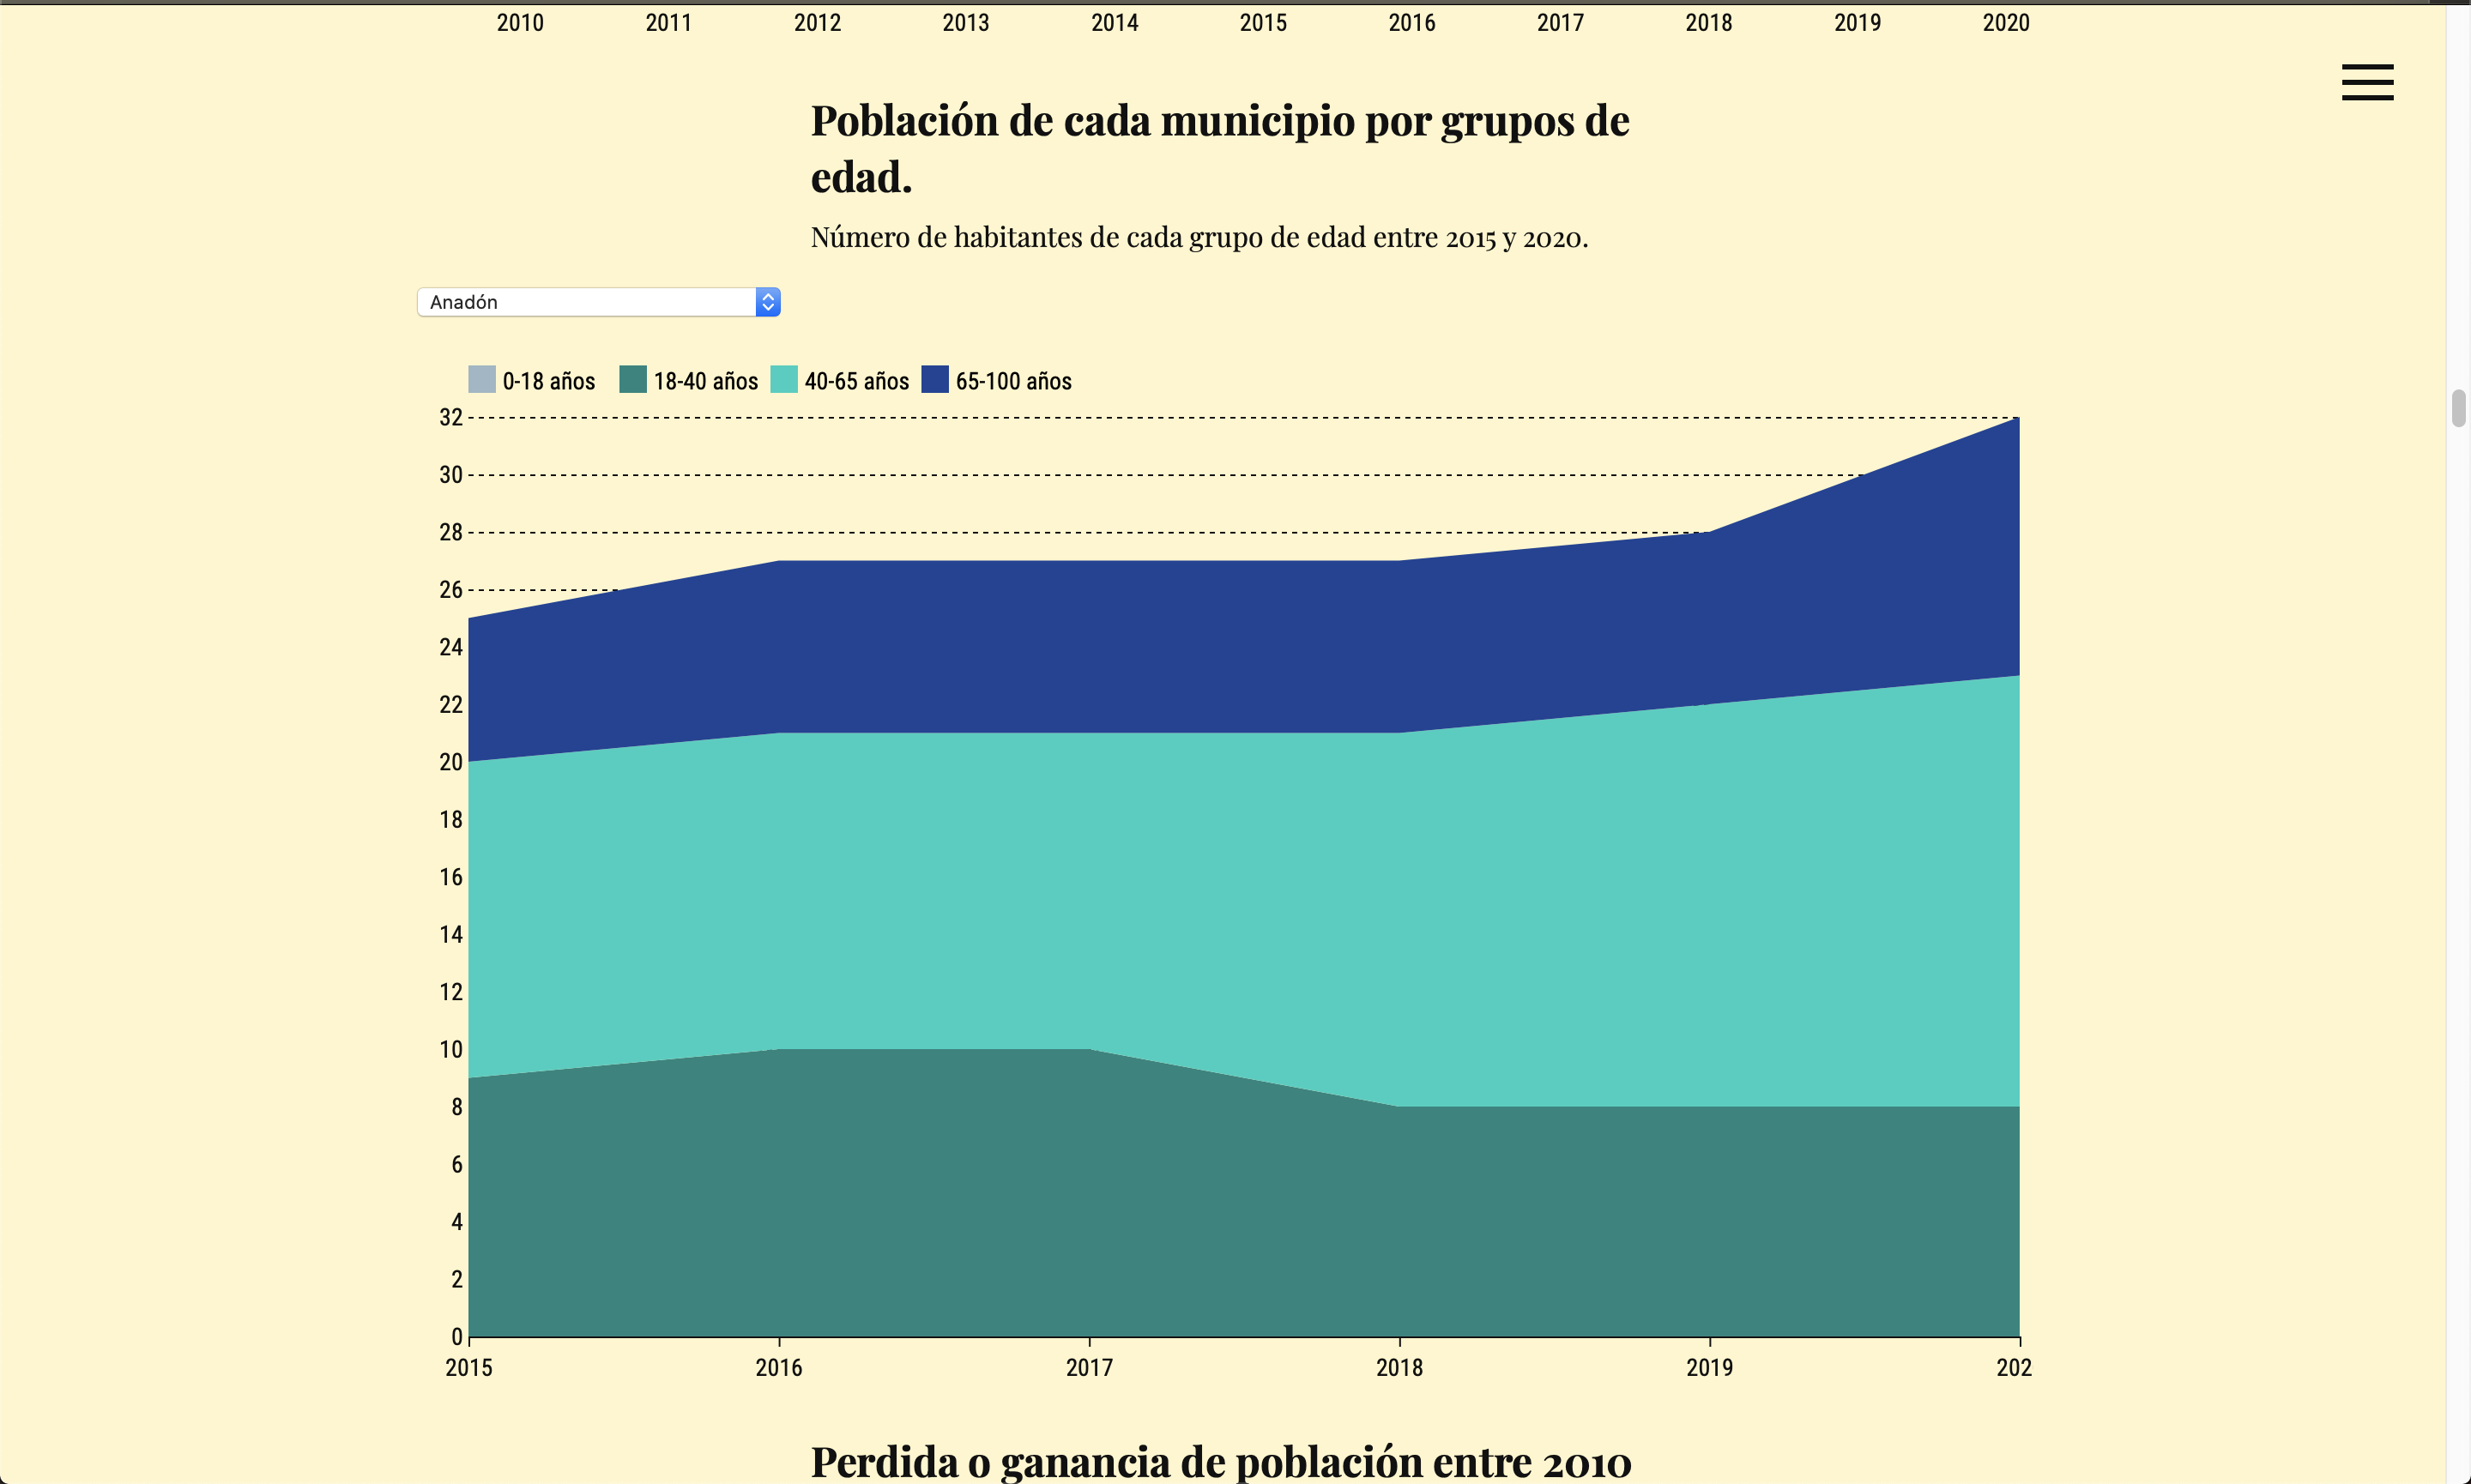 2010 2011 2012 2013 2014 2015 2016 2017 2018 2019 2020
Población de cada municipio por grupos de
edad.
Número de habitantes de cada grupo de edad entre 2015 y 2020.
Anadón
0-18 años 18-40 años 40-65 años 65-100 años
32
30
28
26
24
22
20
18
16
14
12
10
8
6
4
2
0
2015 2016 2017 2018 2019 202
Perdida o ganancia de población entre 2010